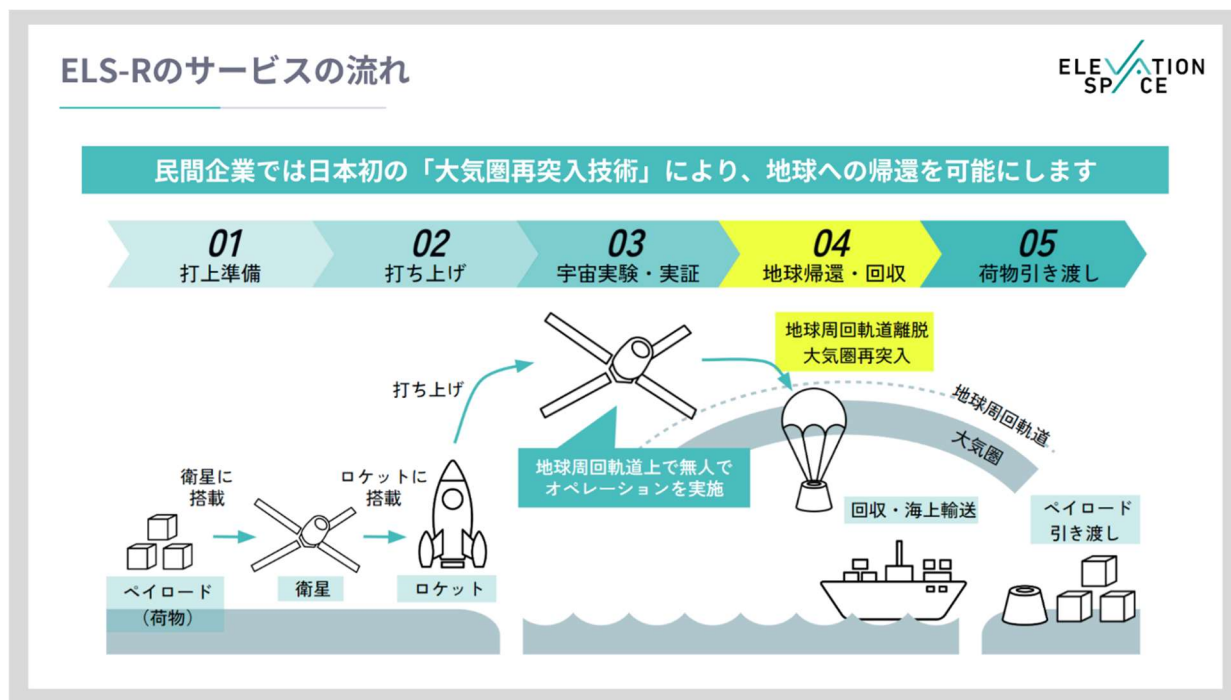 ELS-Rのサービスの流れ
ELEVATION
SPACE
民間企業では日本初の「大気圏再突入技術」により、地球への帰還を可能にします
01
打上準備
02
打ち上げ
03
宇宙実験・実証
04
地球帰還・回収
05
荷物引き渡し
地球周回軌道離脱
大気圏再突入
打ち上げ
地球周回軌道
大気圏
地球周回軌道上で無人で
オペレーションを実施
衛星に
搭載
ロケットに
搭載
回収・海上輸送
ペイロード
引き渡し
ペイロード
（荷物）
衛星
ロケット